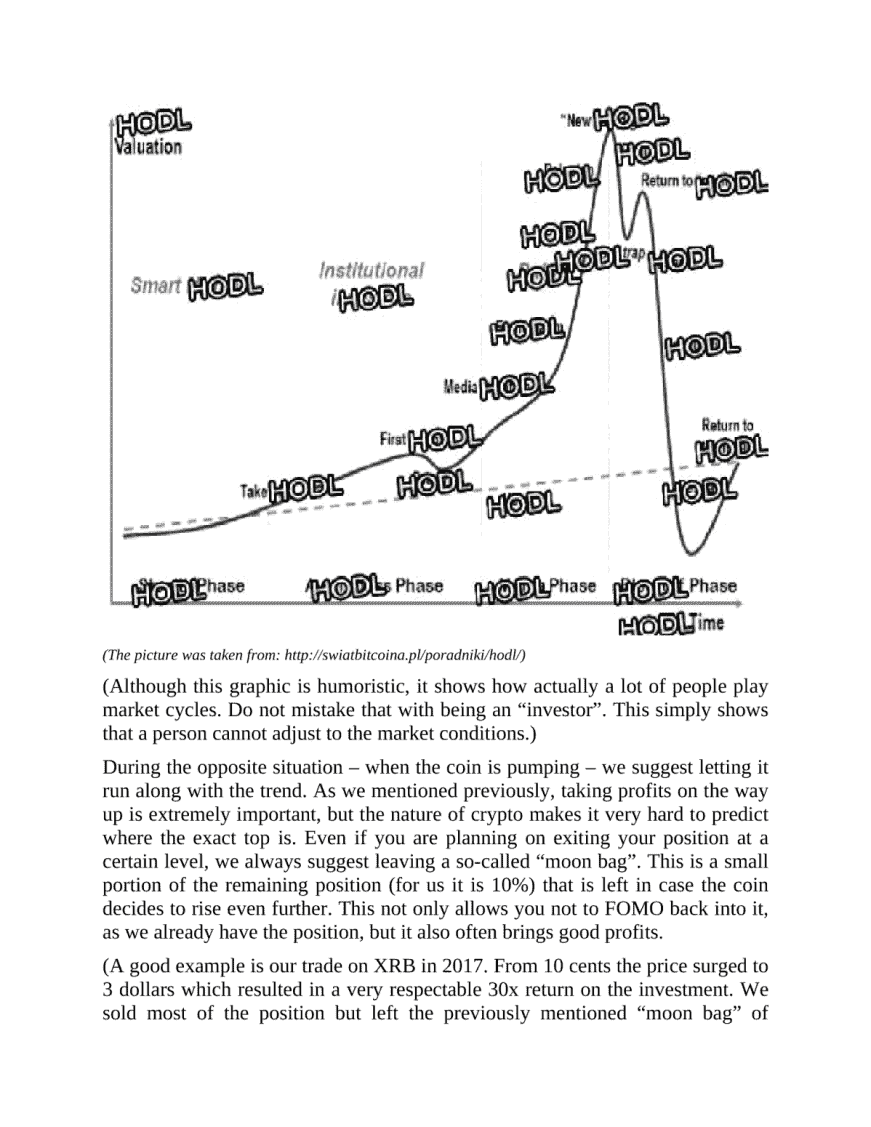 HODL
Valuation
"New HODL
HODL
HODL
Return to HODL
HODL
HODL trap HODL
HODL
Smart HODL
Institutional
iHODL
HODL
HODL
Media HODL
First HODL
Return to
HODL
Take HODL
HODL
HODL
HODL
HODL Phase
HODLs Phase
HODL Phase
HODL Phase
HODL Time
(The picture was taken from: http://swiatbitcoina.pl/poradniki/hodl/)
(Although this graphic is humoristic, it shows how actually a lot of people play
market cycles. Do not mistake that with being an “investor”. This simply shows
that a person cannot adjust to the market conditions.)
During the opposite situation – when the coin is pumping – we suggest letting it
run along with the trend. As we mentioned previously, taking profits on the way
up is extremely important, but the nature of crypto makes it very hard to predict
where the exact top is. Even if you are planning on exiting your position at a
certain level, we always suggest leaving a so-called “moon bag”. This is a small
portion of the remaining position (for us it is 10%) that is left in case the coin
decides to rise even further. This not only allows you not to FOMO back into it,
as we already have the position, but it also often brings good profits.
(A good example is our trade on XRB in 2017. From 10 cents the price surged to
3 dollars which resulted in a very respectable 30x return on the investment. We
sold most of the position but left the previously mentioned “moon bag” of